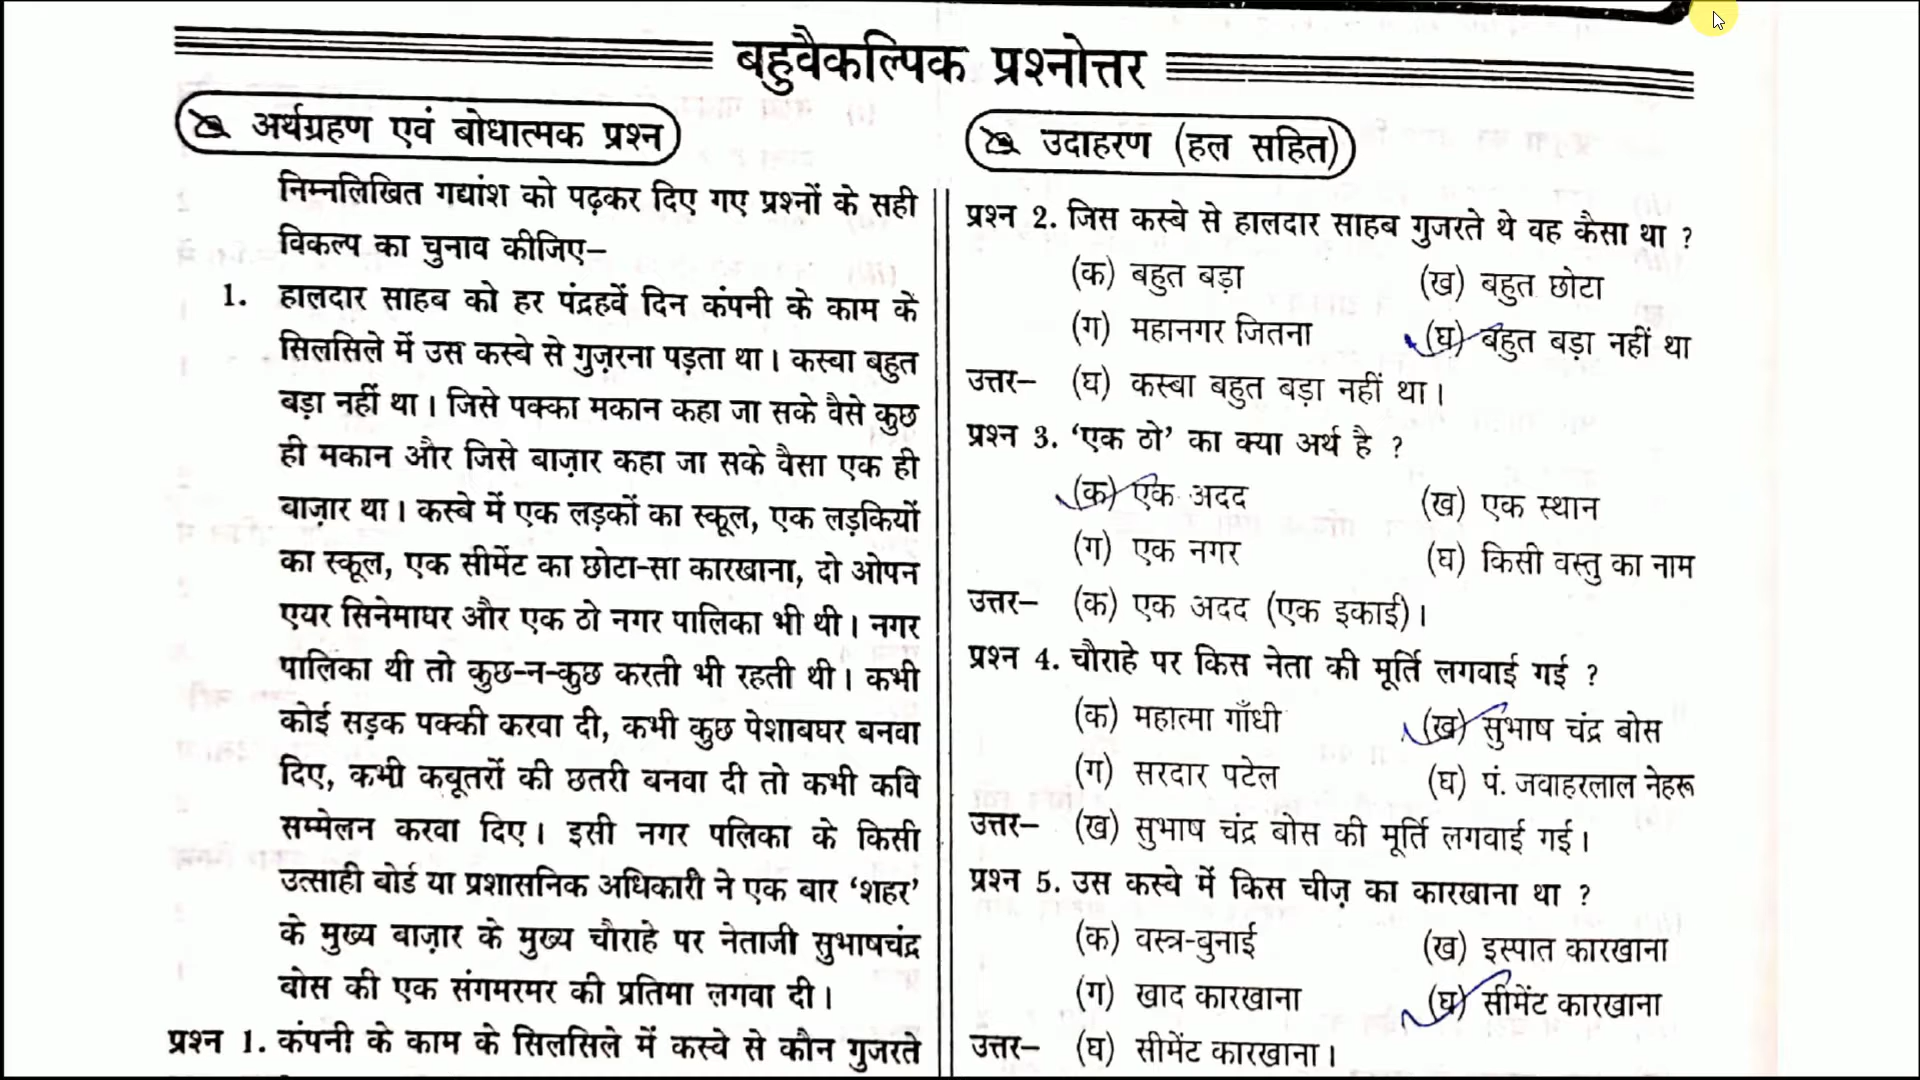 बहुवैकल्पिक प्रश्नोत्तर
अर्थग्रहण एवं बोधात्मक प्रश्न
निम्नलिखित गद्यांश को पढ़कर दिए गए प्रश्नों के सही
विकल्प का चुनाव कीजिए–
1. हालदार साहब को हर पंद्रहवें दिन कंपनी के काम के
सिलसिले में उस कस्बे से गुज़रना पड़ता था। कस्बा बहुत
बड़ा नहीं था। जिसे पक्का मकान कहा जा सके वैसे कुछ
ही मकान और जिसे बाज़ार कहा जा सके वैसा एक ही
बाज़ार था। कस्बे में एक लड़कों का स्कूल, एक लड़कियों
का स्कूल, एक सीमेंट का छोटा-सा कारखाना, दो ओपन
एयर सिनेमाघर और एक ठो नगर पालिका भी थी। नगर
पालिका थी तो कुछ-न-कुछ करती भी रहती थी। कभी
कोई सड़क पक्की करवा दी, कभी कुछ पेशाबघर बनवा
दिए, कभी कबूतरों की छतरी बनवा दी तो कभी कवि
सम्मेलन करवा दिए। इसी नगर पलिका के किसी
उत्साही बोर्ड या प्रशासनिक अधिकारी ने एक बार ‘शहर’
के मुख्य बाज़ार के मुख्य चौराहे पर नेताजी सुभाषचंद्र
बोस की एक संगमरमर की प्रतिमा लगवा दी।
प्रश्न 1. कंपनी के काम के सिलसिले में कस्बे से कौन गुजरते
उदाहरण (हल सहित)
प्रश्न 2. जिस कस्बे से हालदार साहब गुजरते थे वह कैसा था ?
(क) बहुत बड़ा (ख) बहुत छोटा
(ग) महानगर जितना (घ) बहुत बड़ा नहीं था
उत्तर– (घ) कस्बा बहुत बड़ा नहीं था।
प्रश्न 3. ‘एक ठो’ का क्या अर्थ है ?
(क) एक अदद (ख) एक स्थान
(ग) एक नगर (घ) किसी वस्तु का नाम
उत्तर– (क) एक अदद (एक इकाई)।
प्रश्न 4. चौराहे पर किस नेता की मूर्ति लगवाई गई ?
(क) महात्मा गाँधी (ख) सुभाष चंद्र बोस
(ग) सरदार पटेल (घ) पं. जवाहरलाल नेहरू
उत्तर– (ख) सुभाष चंद्र बोस की मूर्ति लगवाई गई।
प्रश्न 5. उस कस्बे में किस चीज़ का कारखाना था ?
(क) वस्त्र-बुनाई (ख) इस्पात कारखाना
(ग) खाद कारखाना (घ) सीमेंट कारखाना
उत्तर– (घ) सीमेंट कारखाना।